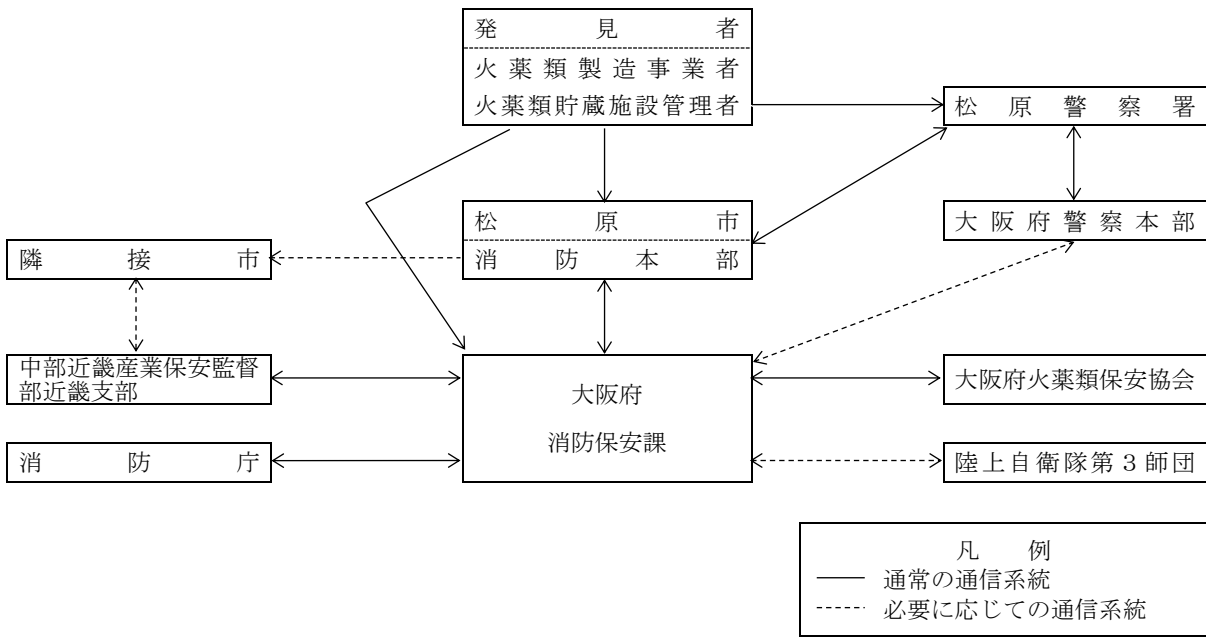 発見者
火薬類製造事業者
火薬類貯蔵施設管理者
松原警察署
松原市
消防本部
大阪府警察本部
隣接市
中部近畿産業保安監督
部近畿支部
大阪府
消防保安課
大阪府火薬類保安協会
消防庁
陸上自衛隊第3師団
凡例
通常の通信系統
必要に応じての通信系統